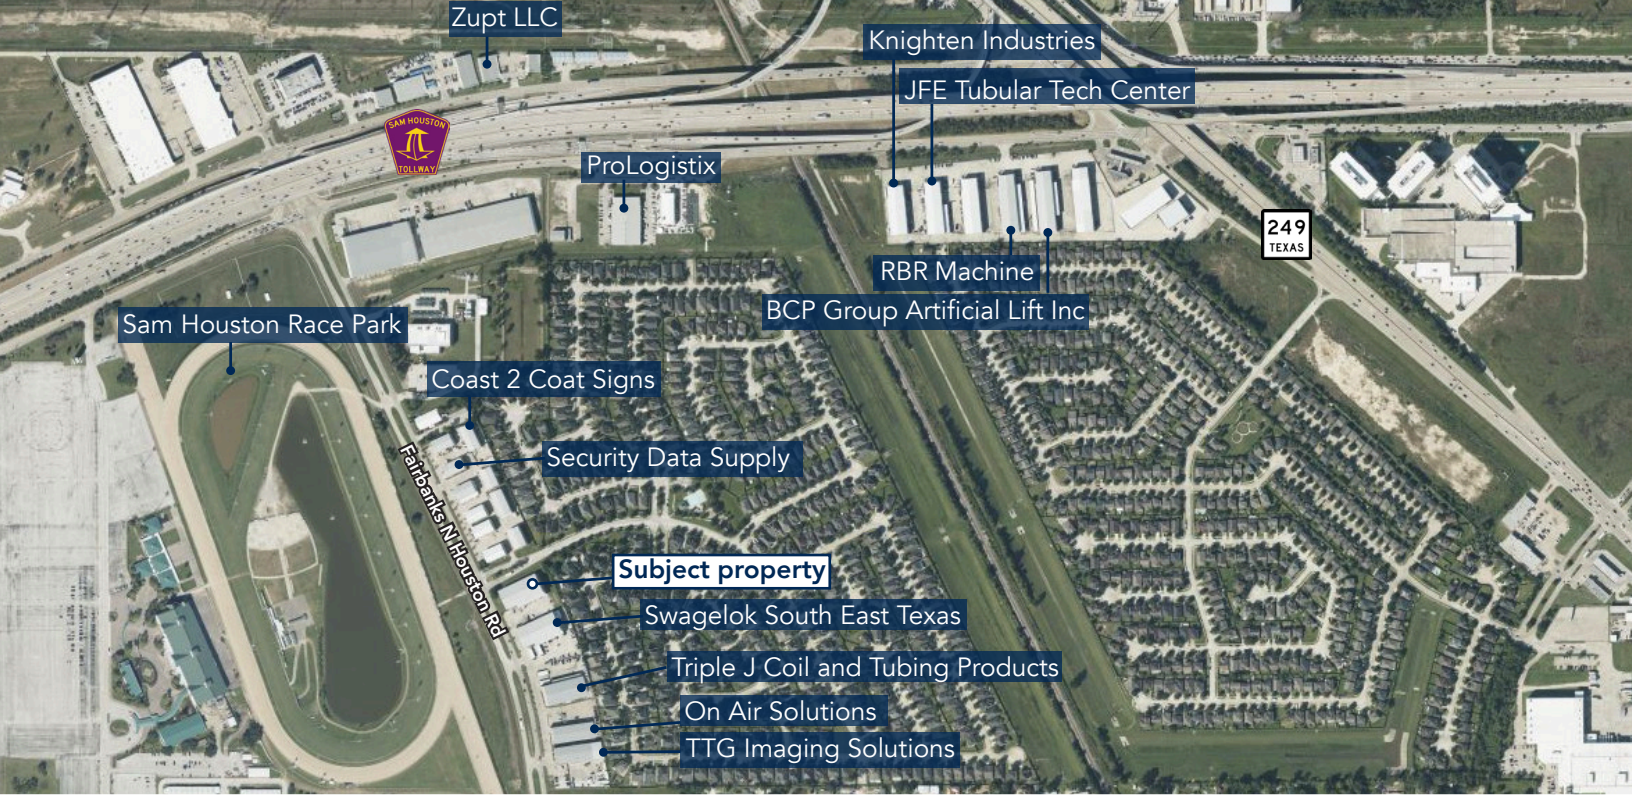 Zupt LLC
Knighten Industries
JFE Tubular Tech Center
SAM HOUSTON
TOLLWAY
ProLogistix
249
TEXAS
RBR Machine
BCP Group Artificial Lift Inc
Sam Houston Race Park
Coast 2 Coat Signs
Security Data Supply
Fairbanks N Houston Rd
Subject property
Swagelok South East Texas
Triple J Coil and Tubing Products
On Air Solutions
TTG Imaging Solutions